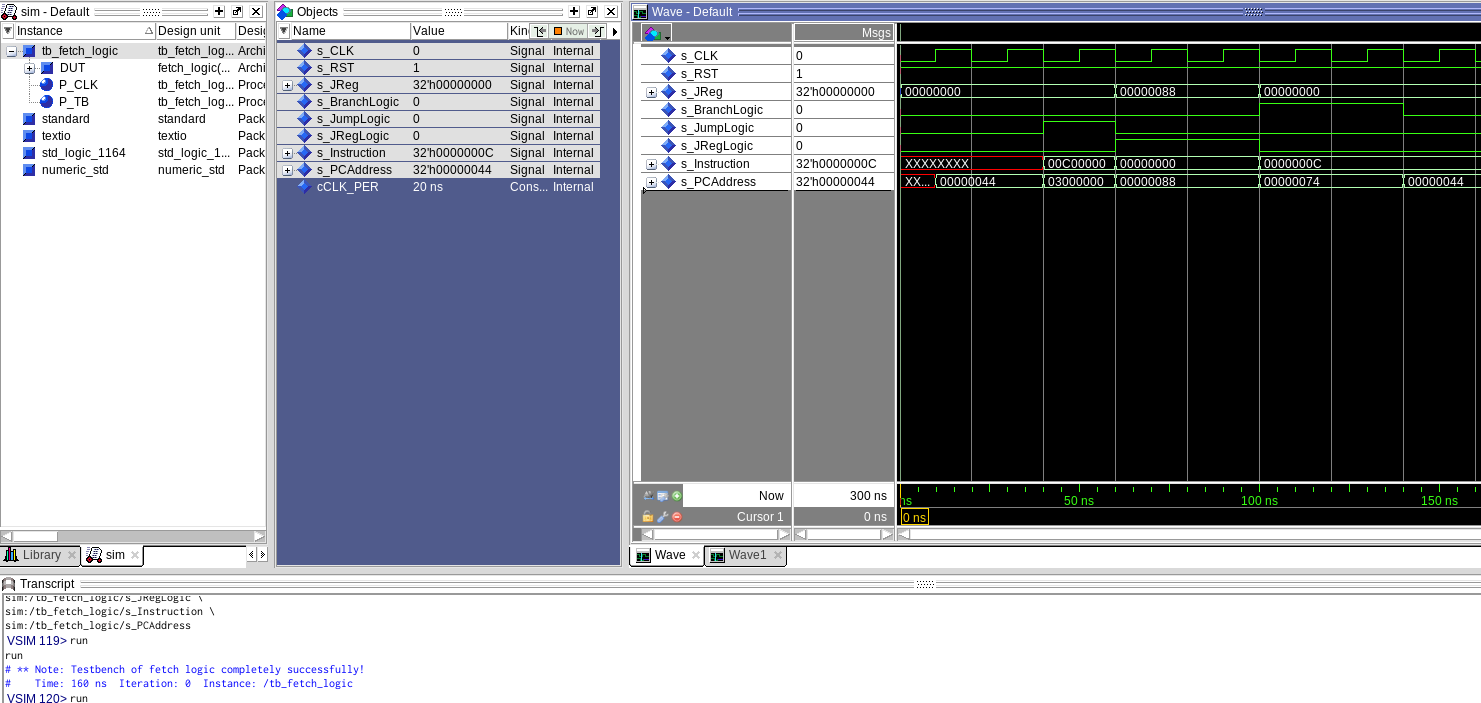 sim - Default
Instance Design unit Desig
tb_fetch_logic tb_fetch_log... Archi
DUT fetch_logic(... Archi
P_CLK tb_fetch_log... Proce
P_TB tb_fetch_log... Proce
standard standard Pack
textio textio Pack
std_logic_1164 std_logic_1... Pack
numeric_std numeric_std Pack
Library sim
Objects
Name Value Kin Now
s_CLK 0 Signal Internal
s_RST 1 Signal Internal
s_JReg 32'h00000000 Signal Internal
s_BranchLogic 0 Signal Internal
s_JumpLogic 0 Signal Internal
s_JRegLogic 0 Signal Internal
s_Instruction 32'h0000000C Signal Internal
s_PCAddress 32'h00000044 Signal Internal
cCLK_PER 20 ns Cons... Internal
Wave - Default
Msgs
s_CLK 0
s_RST 1
s_JReg 32'h00000000 00000000 00000088 00000000
s_BranchLogic 0
s_JumpLogic 0
s_JRegLogic 0
s_Instruction 32'h0000000C XXXXXXXX 00C00000 00000000 0000000C
s_PCAddress 32'h00000044 XX... 00000044 03000000 00000088 00000074 00000044
Now 300 ns ns 50 ns 100 ns 150 ns
Cursor 1 0 ns 0 ns
Wave Wave1
Transcript
sim:/tb_fetch_logic/s_JRegLogic \
sim:/tb_fetch_logic/s_Instruction \
sim:/tb_fetch_logic/s_PCAddress
VSIM 119> run
run
# ** Note: Testbench of fetch logic completely successfully!
# Time: 160 ns Iteration: 0 Instance: /tb_fetch_logic
VSIM 120> run